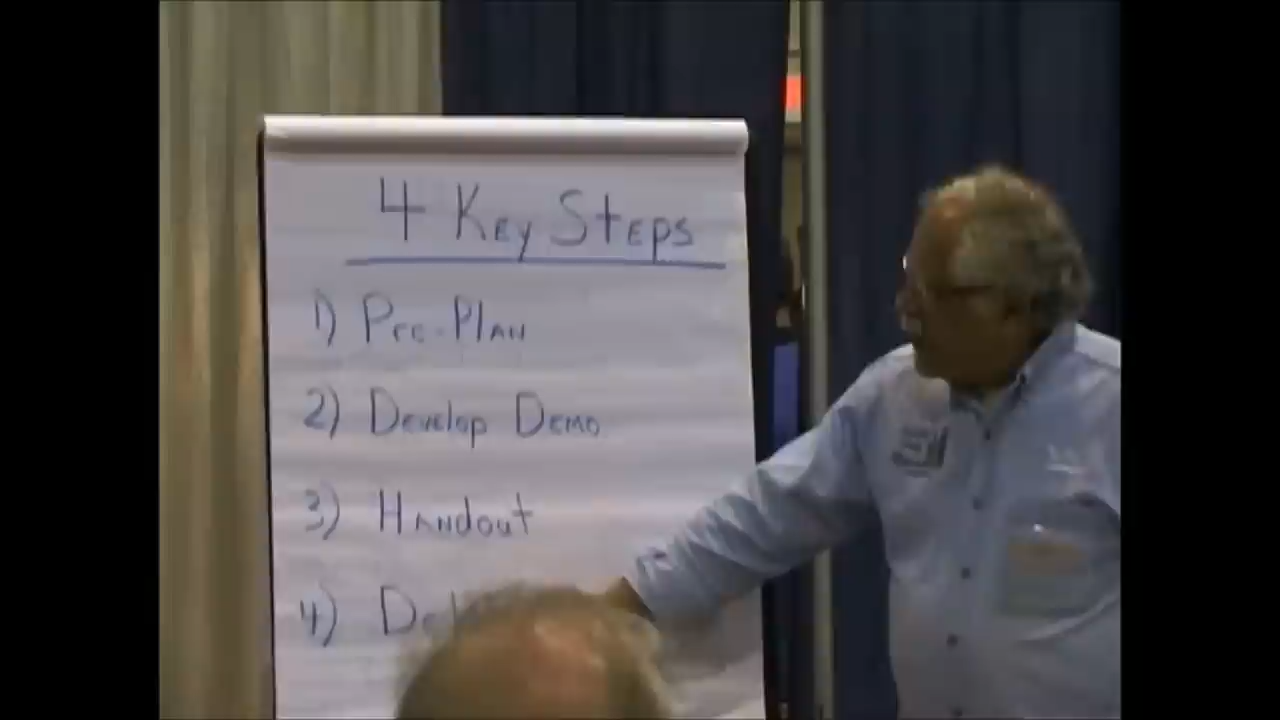 4 Key Steps
1) Pre-Plan
2) Develop Demo
3) Handout
4)